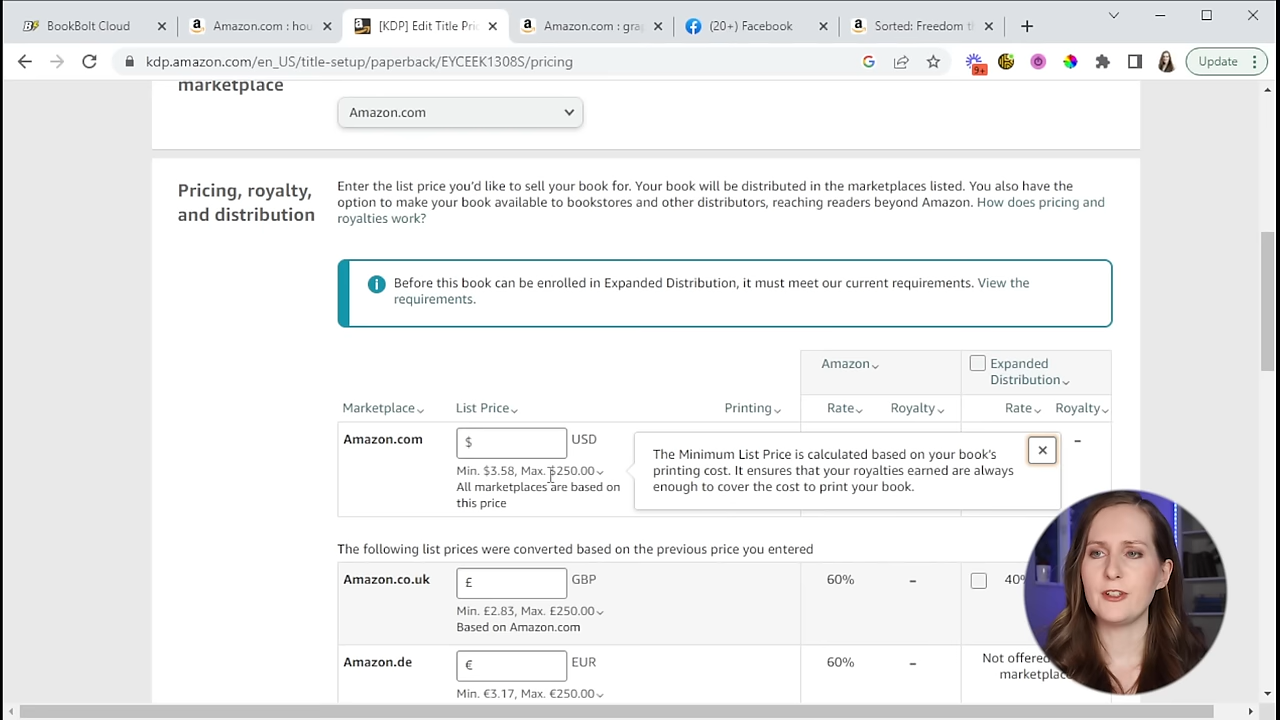 BookBolt Cloud
Amazon.com : hou
[KDP] Edit Title Pri
Amazon.com : gra
(20+) Facebook
Sorted: Freedom t
kdp.amazon.com/en_US/title-setup/paperback/EYCEEK1308S/pricing
9+
Update
marketplace
Amazon.com
Pricing, royalty,
and distribution
Enter the list price you'd like to sell your book for. Your book will be distributed in the marketplaces listed. You also have the
option to make your book available to bookstores and other distributors, reaching readers beyond Amazon. How does pricing and
royalties work?
Before this book can be enrolled in Expanded Distribution, it must meet our current requirements. View the
requirements.
Amazon
Expanded
Distribution
Marketplace
List Price
Printing
Rate
Royalty
Rate
Royalty
Amazon.com
$
USD
–
Min. $3.58, Max. $250.00
All marketplaces are based on
this price
The Minimum List Price is calculated based on your book's
printing cost. It ensures that your royalties earned are always
enough to cover the cost to print your book.
The following list prices were converted based on the previous price you entered
Amazon.co.uk
£
GBP
60%
–
40%
Min. £2.83, Max. £250.00
Based on Amazon.com
Amazon.de
€
EUR
60%
–
Not offered
marketpla
Min. €3.17, Max. €250.00